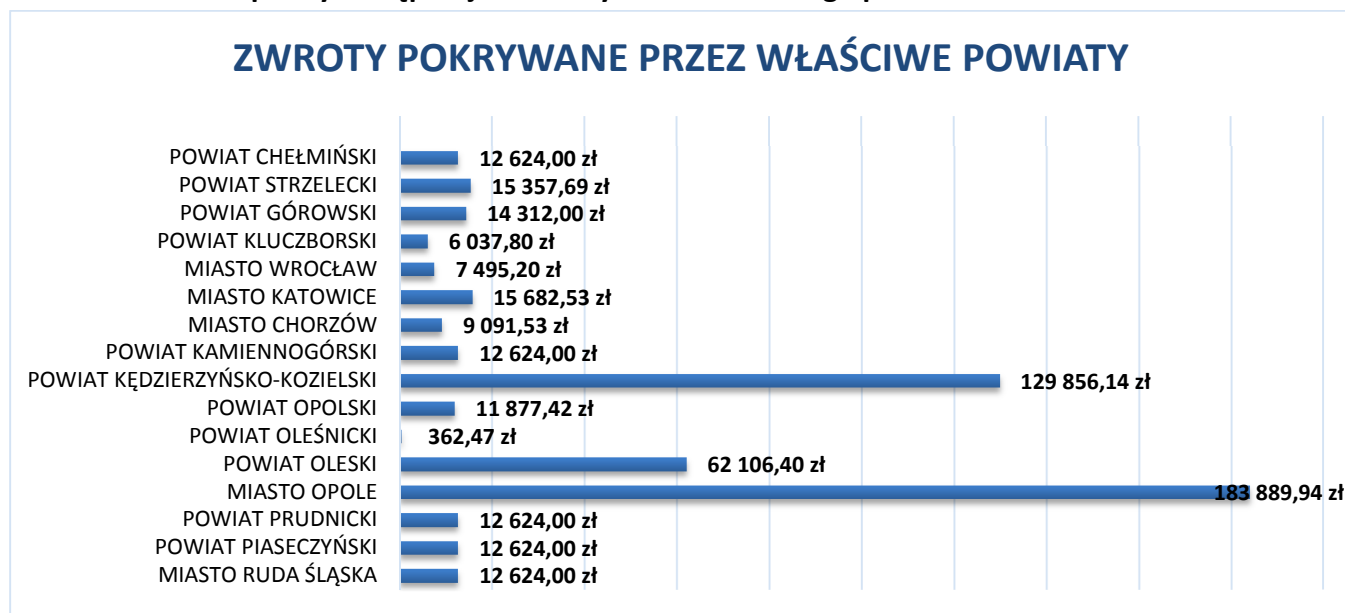 ZWROTY POKRYWANE PRZEZ WŁAŚCIWE POWIATY
POWIAT CHEŁMIŃSKI 12 624,00 zł
POWIAT STRZELECKI 15 357,69 zł
POWIAT GÓROWSKI 14 312,00 zł
POWIAT KLUCZBORSKI 6 037,80 zł
MIASTO WROCŁAW 7 495,20 zł
MIASTO KATOWICE 15 682,53 zł
MIASTO CHORZÓW 9 091,53 zł
POWIAT KAMIENNOGÓRSKI 12 624,00 zł
POWIAT KĘDZIERZYŃSKO-KOZIELSKI 129 856,14 zł
POWIAT OPOLSKI 11 877,42 zł
POWIAT OLEŚNICKI 362,47 zł
POWIAT OLESKI 62 106,40 zł
MIASTO OPOLE 183 889,94 zł
POWIAT PRUDNICKI 12 624,00 zł
POWIAT PIASECZYŃSKI 12 624,00 zł
MIASTO RUDA ŚLĄSKA 12 624,00 zł